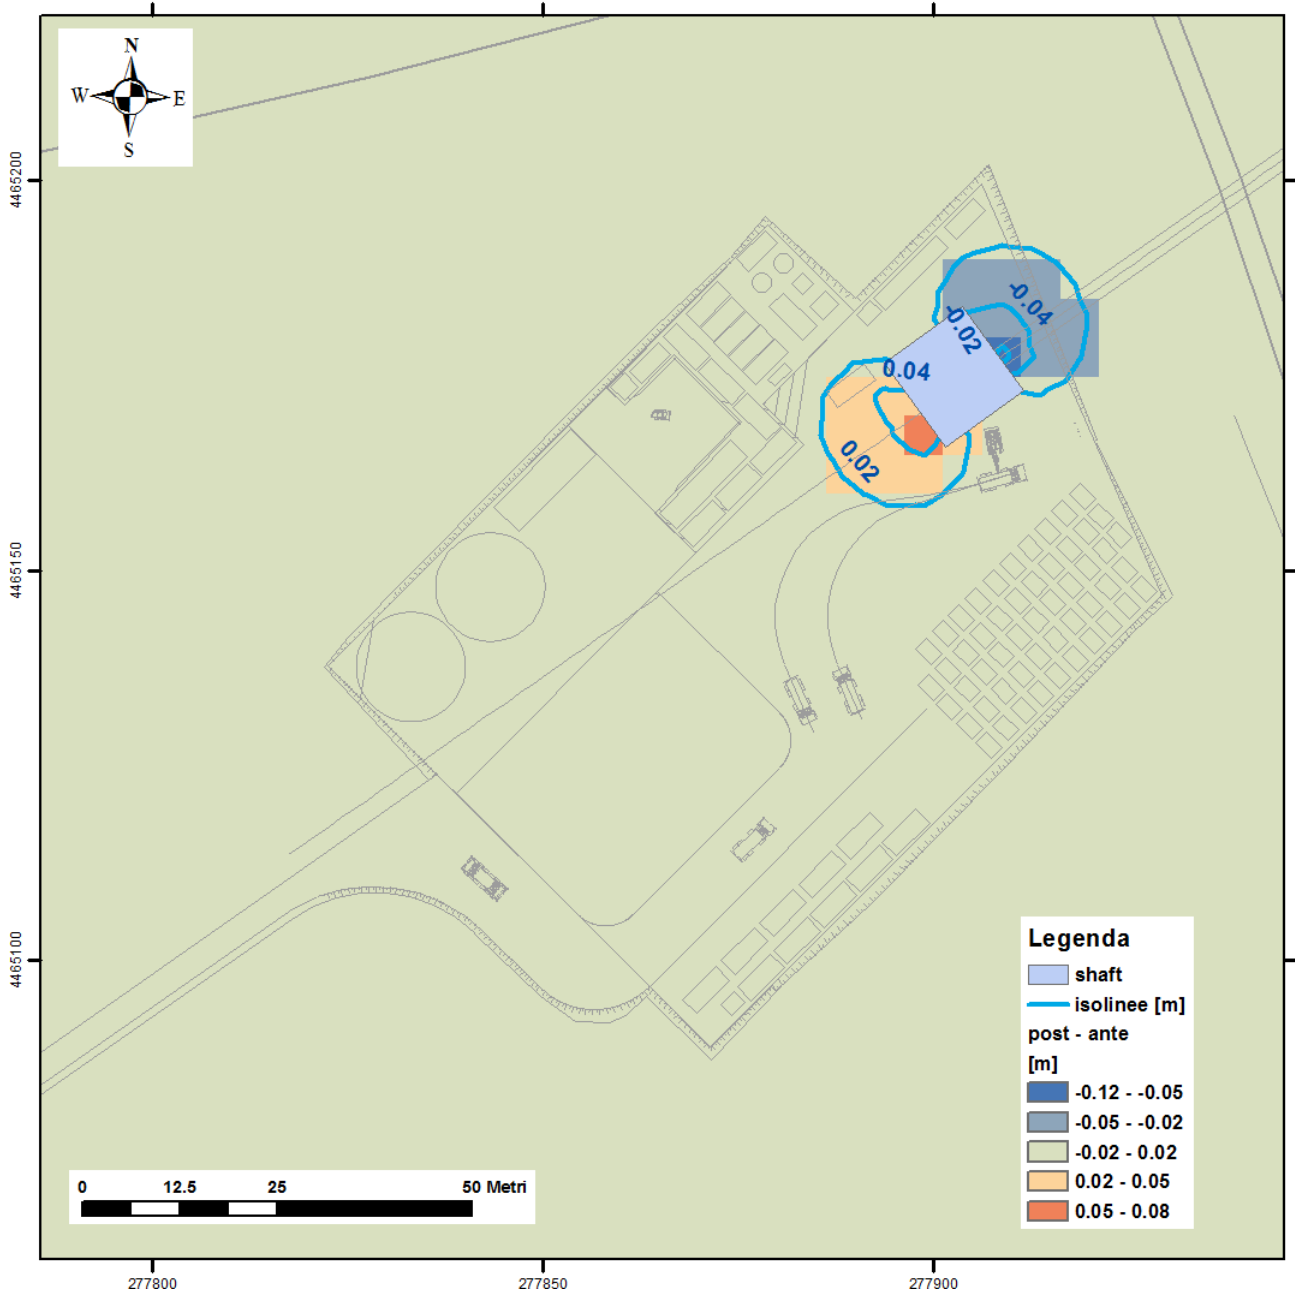 N
W E
S
4465200
4465150
4465100
-0.04
-0.02
0.04
0.02
Legenda
shaft
isolinee [m]
post - ante
[m]
-0.12 - -0.05
-0.05 - -0.02
-0.02 - 0.02
0.02 - 0.05
0.05 - 0.08
0 12.5 25 50 Metri
277800 277850 277900